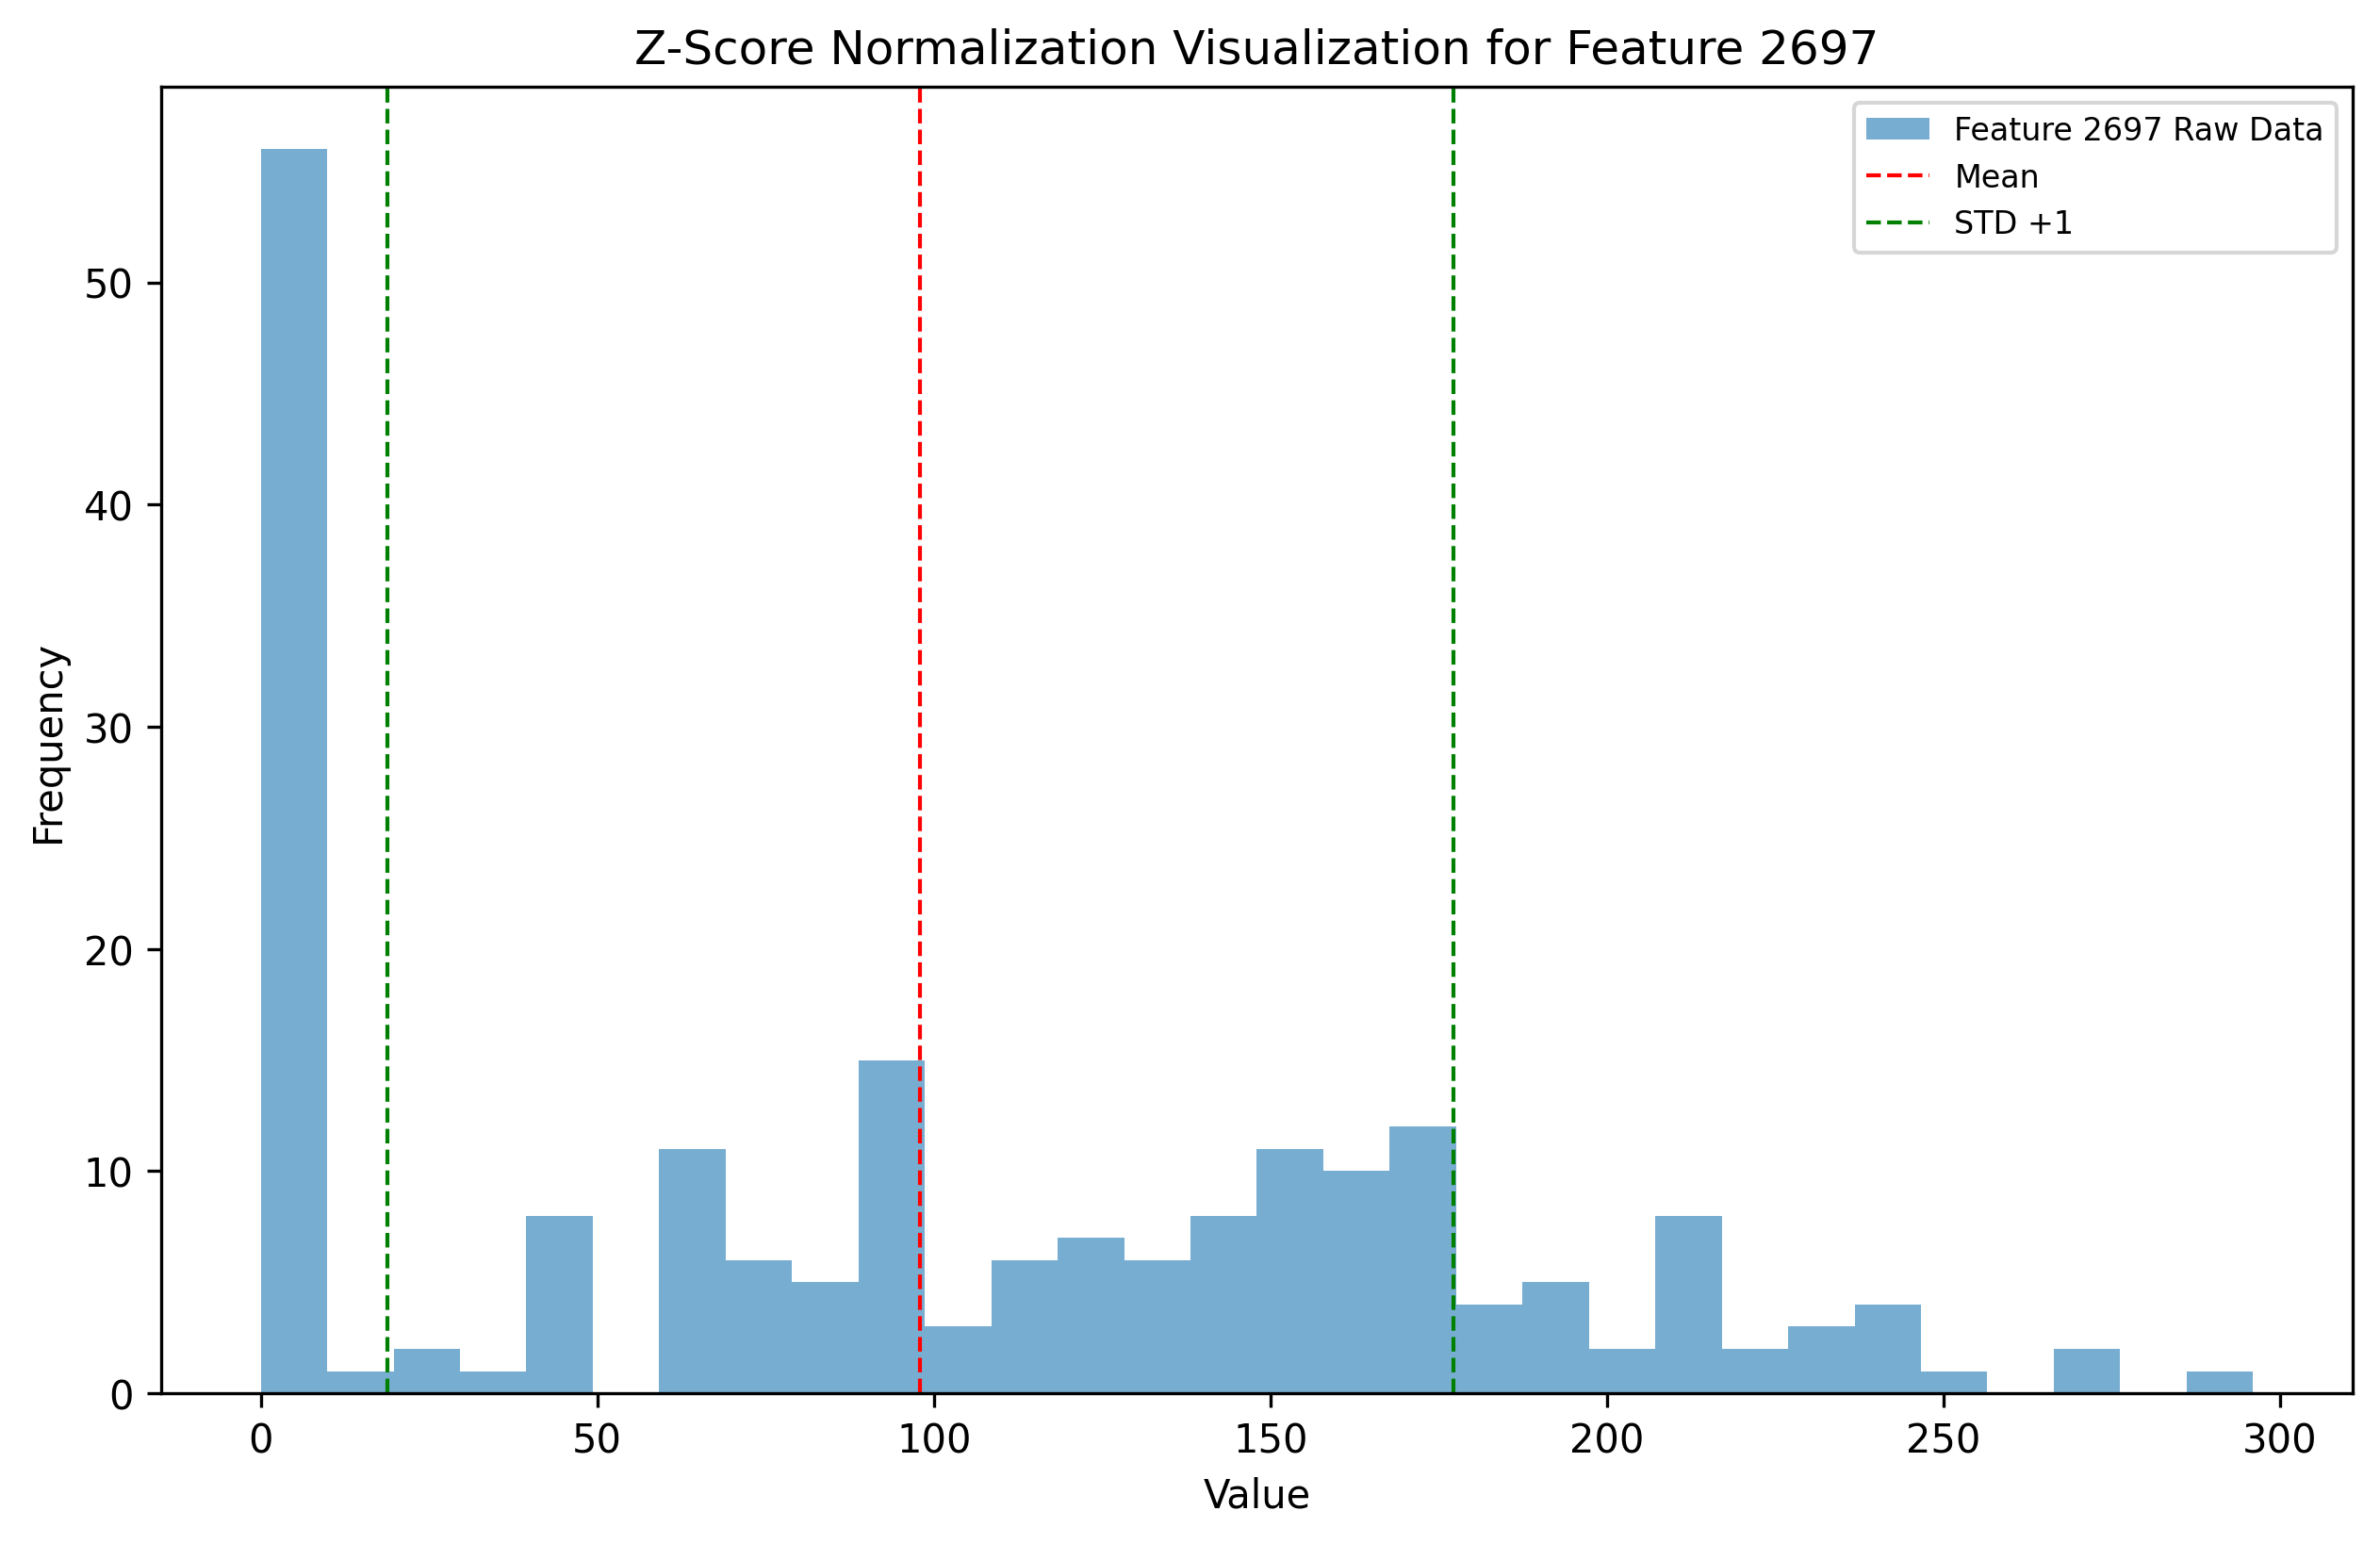 Z-Score Normalization Visualization for Feature 2697
Feature 2697 Raw Data
Mean
STD +1
50
40
30
20
10
0
Frequency
0 50 100 150 200 250 300
Value